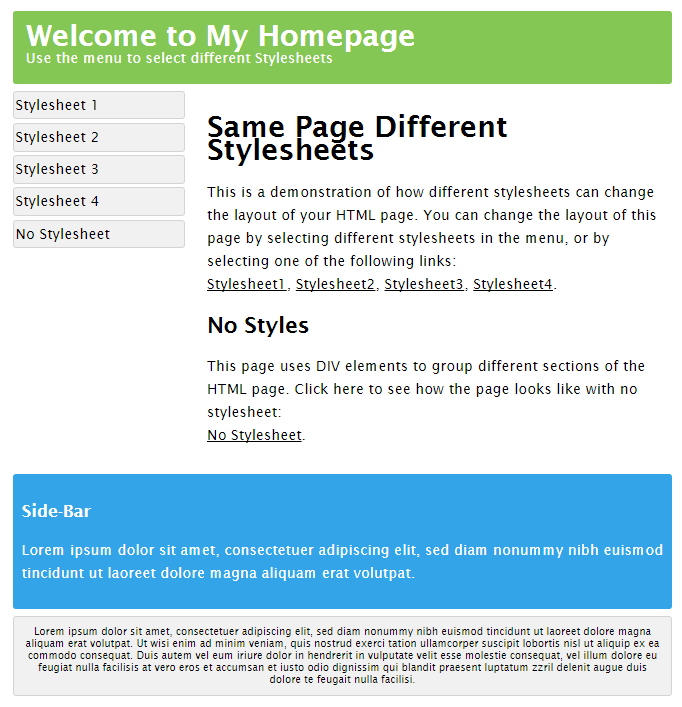 Welcome to My Homepage
Use the menu to select different Stylesheets
Stylesheet 1
Stylesheet 2
Stylesheet 3
Stylesheet 4
No Stylesheet
Same Page Different
Stylesheets
This is a demonstration of how different stylesheets can change
the layout of your HTML page. You can change the layout of this
page by selecting different stylesheets in the menu, or by
selecting one of the following links:
Stylesheet1, Stylesheet2, Stylesheet3, Stylesheet4.
No Styles
This page uses DIV elements to group different sections of the
HTML page. Click here to see how the page looks like with no
stylesheet:
No Stylesheet.
Side-Bar
Lorem ipsum dolor sit amet, consectetuer adipiscing elit, sed diam nonummy nibh euismod
tincidunt ut laoreet dolore magna aliquam erat volutpat.
Lorem ipsum dolor sit amet, consectetuer adipiscing elit, sed diam nonummy nibh euismod tincidunt ut laoreet dolore magna
aliquam erat volutpat. Ut wisi enim ad minim veniam, quis nostrud exerci tation ullamcorper suscipit lobortis nisl ut aliquip ex ea
commodo consequat. Duis autem vel eum iriure dolor in hendrerit in vulputate velit esse molestie consequat, vel illum dolore eu
feugiat nulla facilisis at vero eros et accumsan et iusto odio dignissim qui blandit praesent luptatum zzril delenit augue duis
dolore te feugait nulla facilisi.